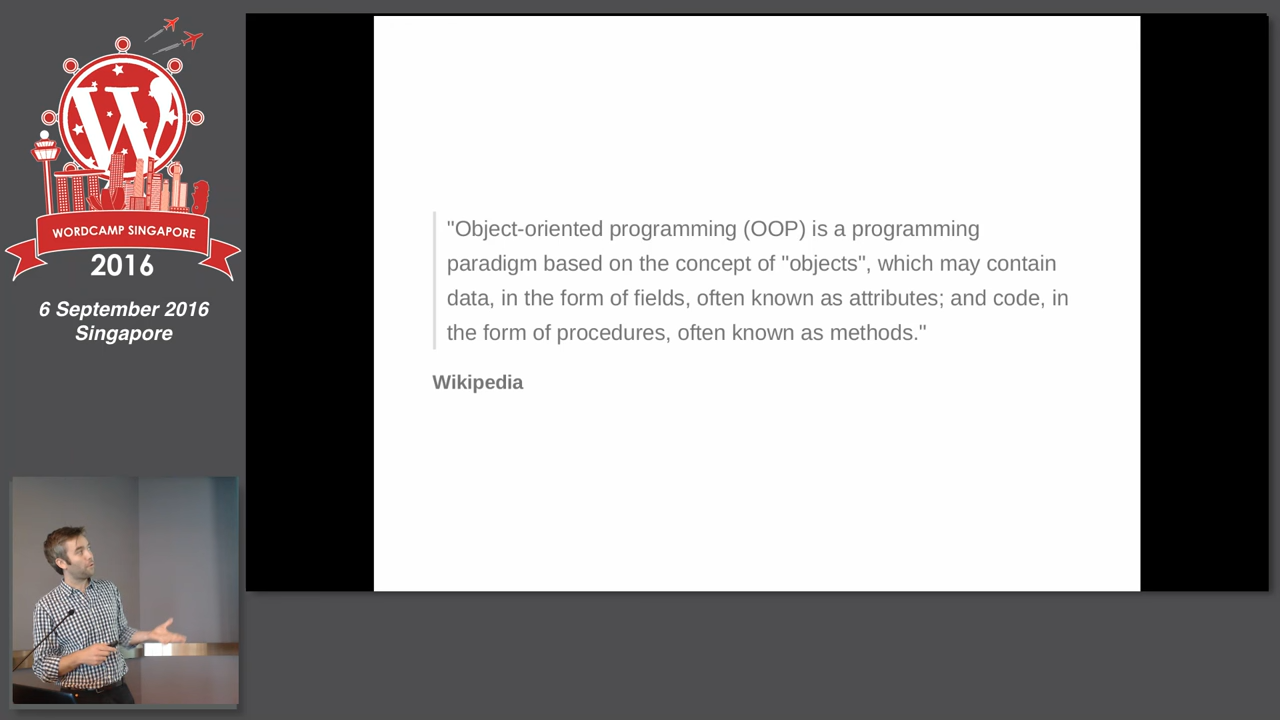 WORDCAMP SINGAPORE
2016
6 September 2016
Singapore
"Object-oriented programming (OOP) is a programming
paradigm based on the concept of "objects", which may contain
data, in the form of fields, often known as attributes; and code, in
the form of procedures, often known as methods."
Wikipedia